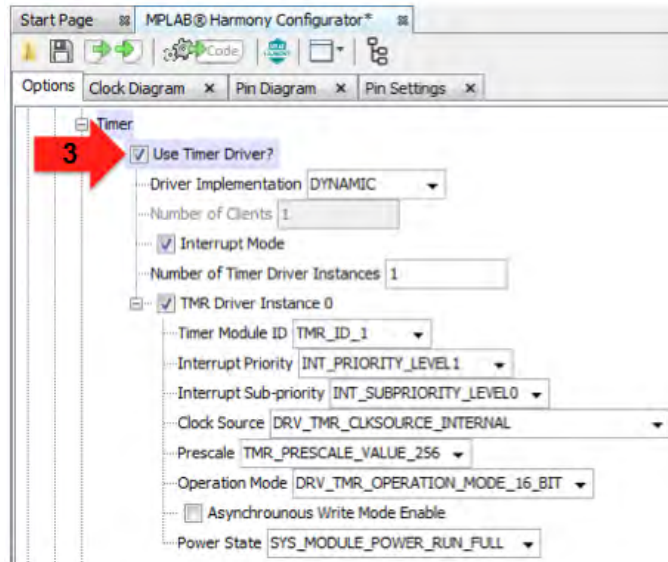 Start Page MPLAB® Harmony Configurator*
Code
Options Clock Diagram × Pin Diagram × Pin Settings ×
Timer
3 Use Timer Driver?
Driver Implementation DYNAMIC
Number of Clients 1
Interrupt Mode
Number of Timer Driver Instances 1
TMR Driver Instance 0
Timer Module ID TMR_ID_1
Interrupt Priority INT_PRIORITY_LEVEL1
Interrupt Sub-priority INT_SUBPRIORITY_LEVEL0
Clock Source DRV_TMR_CLKSOURCE_INTERNAL
Prescale TMR_PRESCALE_VALUE_256
Operation Mode DRV_TMR_OPERATION_MODE_16_BIT
Asynchrounous Write Mode Enable
Power State SYS_MODULE_POWER_RUN_FULL